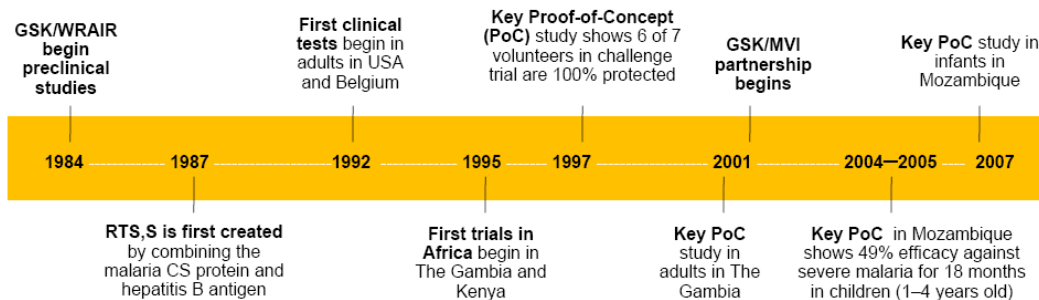 GSK/WRAIR
begin
preclinical
studies
First clinical
tests begin in
adults in USA
and Belgium
Key Proof-of-Concept
(PoC) study shows 6 of 7
volunteers in challenge
trial are 100% protected
GSK/MVI
partnership
begins
Key PoC study in
infants in
Mozambique
1984 1987 1992 1995 1997 2001 2004–2005 2007
RTS,S is first created
by combining the
malaria CS protein and
hepatitis B antigen
First trials in
Africa begin in
The Gambia and
Kenya
Key PoC
study in
adults in The
Gambia
Key PoC in Mozambique
shows 49% efficacy against
severe malaria for 18 months
in children (1–4 years old)